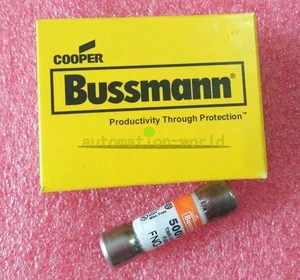 COOPER
Bussmann®
Productivity Through Protection™
automation-world
500
FNQ